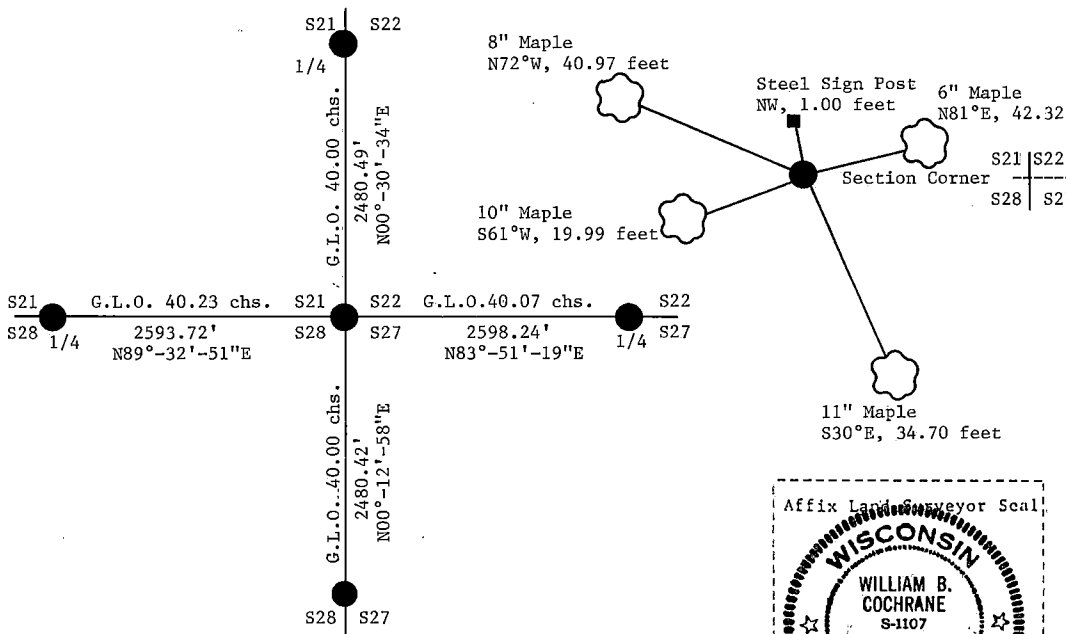 S21 S22
1/4
G.L.O. 40.00 chs.
2480.49'
N00°-30'-34"E
S21 G.L.O. 40.23 chs. S21 S22 G.L.O.40.07 chs. S22
S28 1/4 2593.72' S28 S27 2598.24' 1/4 S27
N89°-32'-51"E N83°-51'-19"E
G.L.O. 40.00 chs.
2480.42'
N00°-12'-58"E
S28 S27
8" Maple
N72°W, 40.97 feet
Steel Sign Post
NW, 1.00 feet
6" Maple
N81°E, 42.32
Section Corner
S21 S22
S28
10" Maple
S61°W, 19.99 feet
11" Maple
S30°E, 34.70 feet
Affix Land Surveyor Seal
WISCONSIN
WILLIAM B.
COCHRANE
S-1107